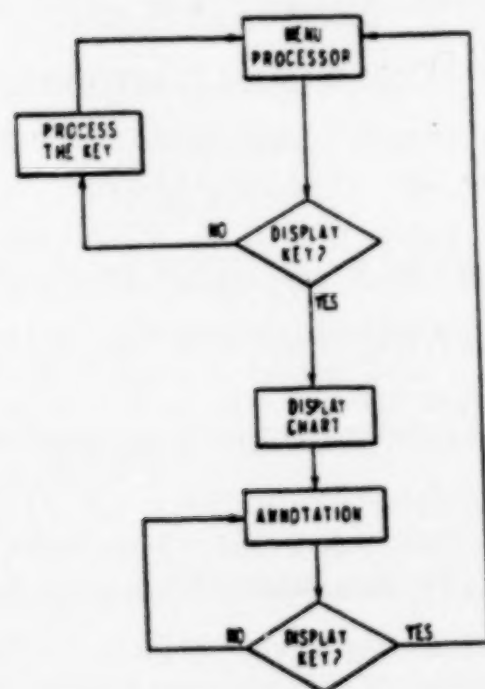 MENU
PROCESSOR
PROCESS
THE KEY
NO
DISPLAY
KEY?
YES
DISPLAY
CHART
ANNOTATION
NO
DISPLAY
KEY?
YES